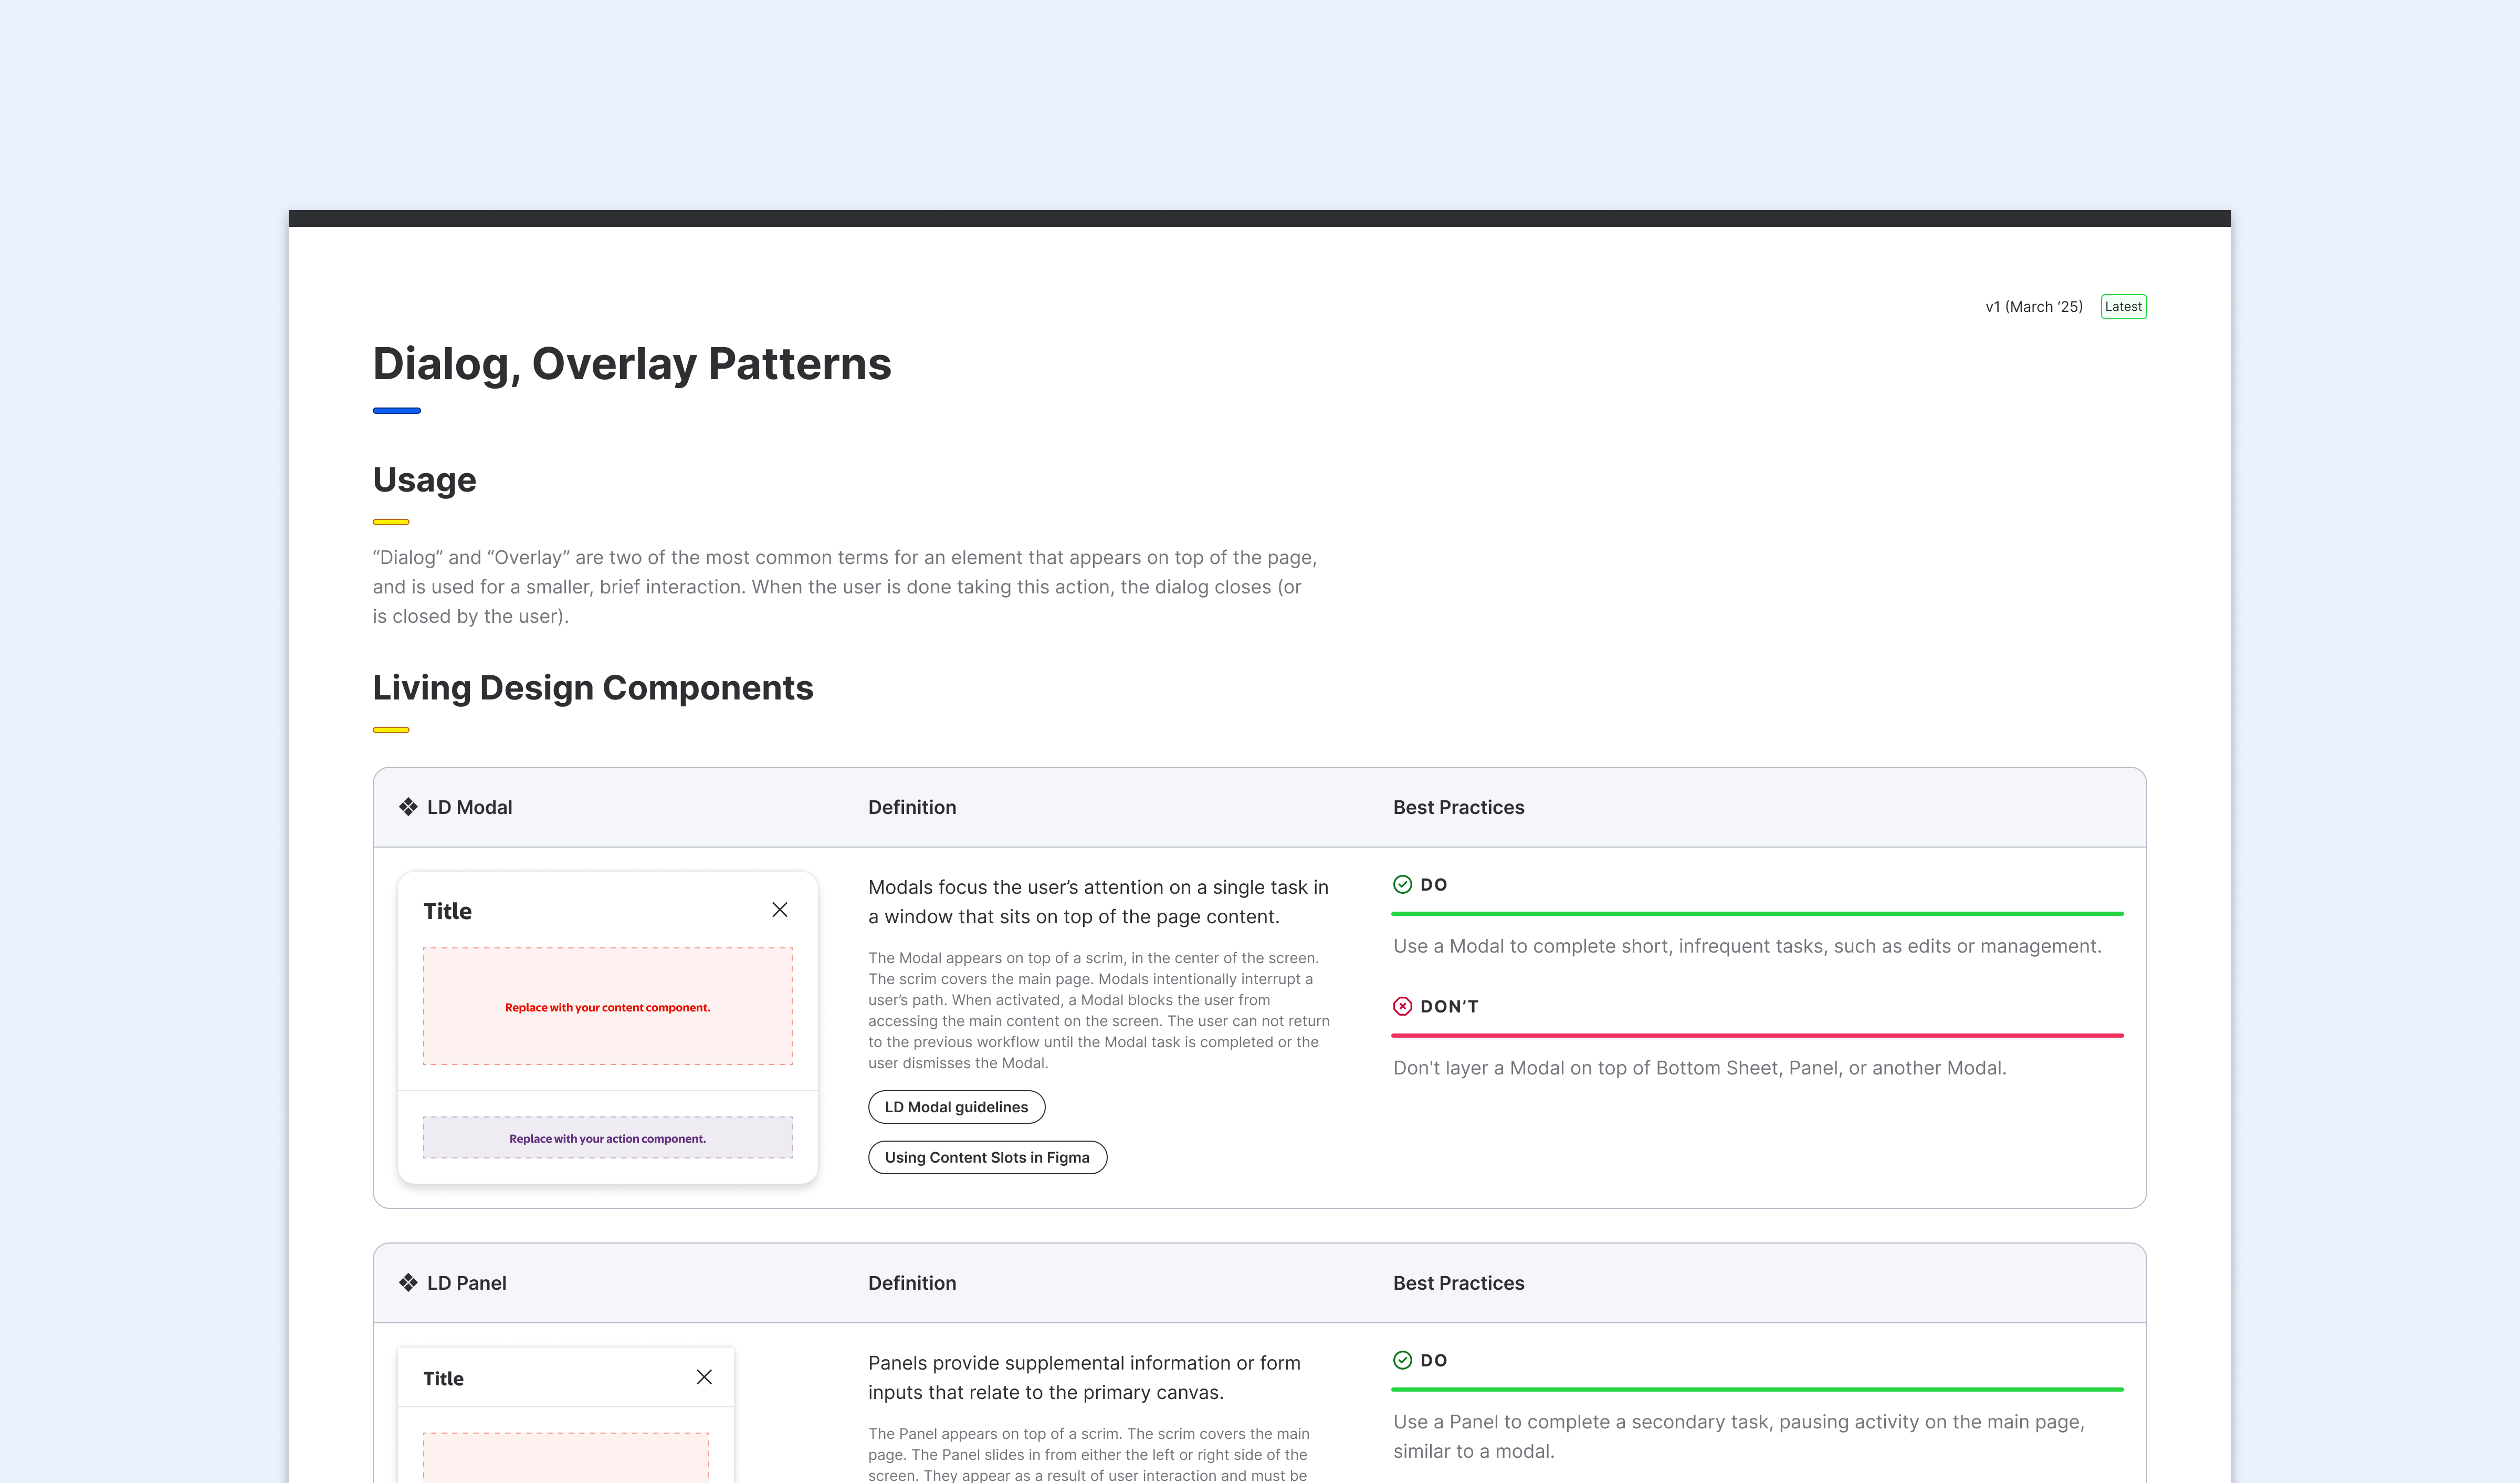 v1 (March ‘25)
Latest
Dialog, Overlay Patterns
Usage
“Dialog” and “Overlay” are two of the most common terms for an element that appears on top of the page,
and is used for a smaller, brief interaction. When the user is done taking this action, the dialog closes (or
is closed by the user).
Living Design Components
LD Modal
Definition
Best Practices
Title
Replace with your content component.
Replace with your action component.
Modals focus the user’s attention on a single task in
a window that sits on top of the page content.
The Modal appears on top of a scrim, in the center of the screen.
The scrim covers the main page. Modals intentionally interrupt a
user’s path. When activated, a Modal blocks the user from
accessing the main content on the screen. The user can not return
to the previous workflow until the Modal task is completed or the
user dismisses the Modal.
LD Modal guidelines
Using Content Slots in Figma
DO
Use a Modal to complete short, infrequent tasks, such as edits or management.
DON’T
Don't layer a Modal on top of Bottom Sheet, Panel, or another Modal.
LD Panel
Definition
Best Practices
Title
Panels provide supplemental information or form
inputs that relate to the primary canvas.
The Panel appears on top of a scrim. The scrim covers the main
page. The Panel slides in from either the left or right side of the
screen. They appear as a result of user interaction and must be
DO
Use a Panel to complete a secondary task, pausing activity on the main page,
similar to a modal.